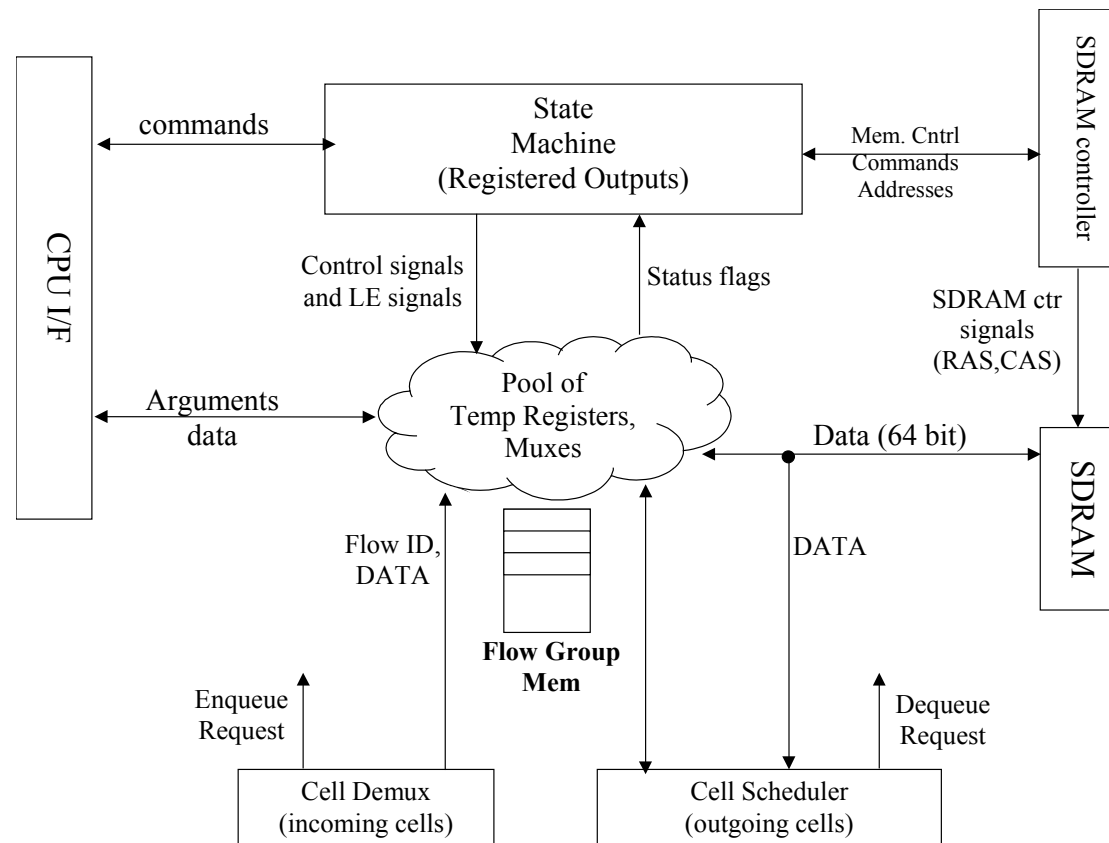 State
Machine
(Registered Outputs)
commands
Mem. Cntrl
Commands
Addresses
SDRAM controller
CPU I/F
Control signals
and LE signals
Status flags
SDRAM ctr
signals
(RAS,CAS)
Pool of
Temp Registers,
Muxes
Arguments
data
Data (64 bit)
SDRAM
Flow ID,
DATA
DATA
Flow Group
Mem
Enqueue
Request
Dequeue
Request
Cell Demux
(incoming cells)
Cell Scheduler
(outgoing cells)